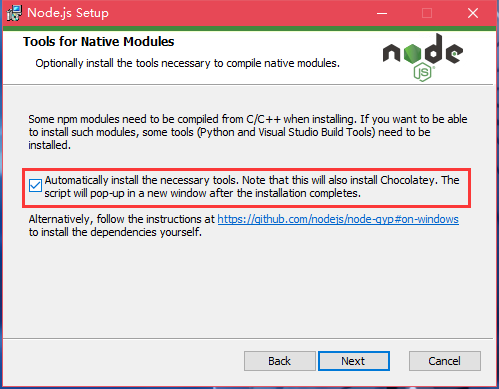 Node.js Setup
Tools for Native Modules
Optionally install the tools necessary to compile native modules.
node
JS
Some npm modules need to be compiled from C/C++ when installing. If you want to be able
to install such modules, some tools (Python and Visual Studio Build Tools) need to be
installed.
Automatically install the necessary tools. Note that this will also install Chocolatey. The
script will pop-up in a new window after the installation completes.
Alternatively, follow the instructions at https://github.com/nodejs/node-gyp#on-windows
to install the dependencies yourself.
Back
Next
Cancel